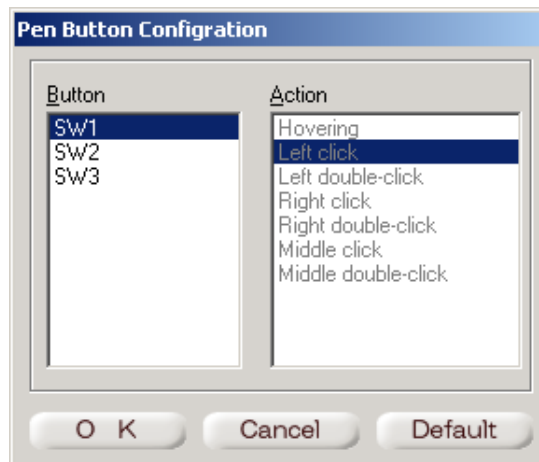 Pen Button Configration
Button
SW1
SW2
SW3
Action
Hovering
Left click
Left double-click
Right click
Right double-click
Middle click
Middle double-click
O K
Cancel
Default